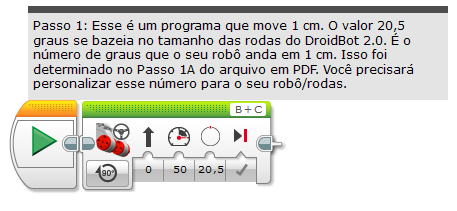 Passo 1: Esse é um programa que move 1 cm. O valor 20,5
graus se bazeia no tamanho das rodas do DroidBot 2.0. É o
número de graus que o seu robô anda em 1 cm. Isso foi
determinado no Passo 1A do arquivo em PDF. Você precisará
personalizar esse número para o seu robô/rodas.
B + C
90°
0 50 20,5